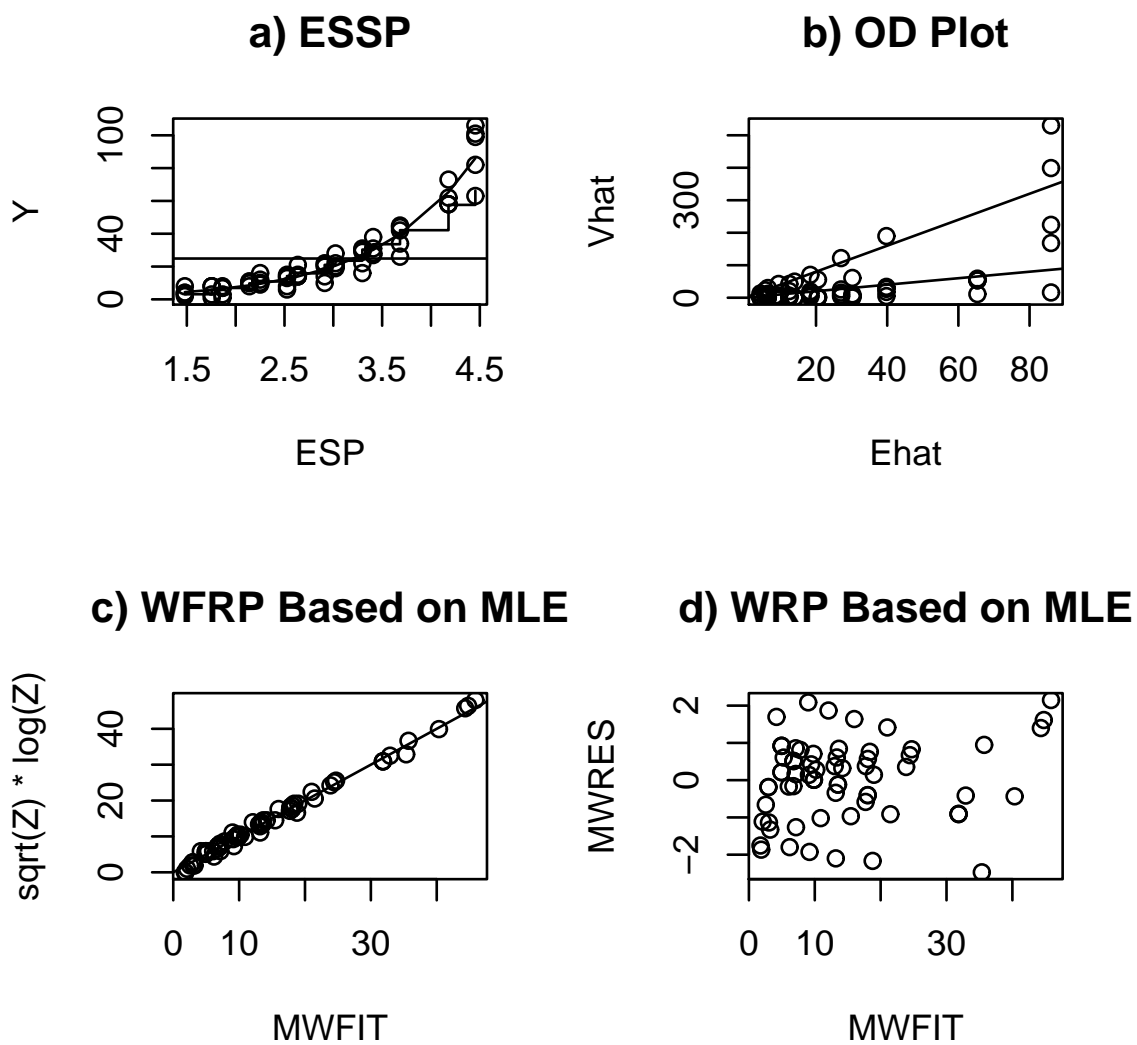 a) ESSP
Y
0 40 100
1.5 2.5 3.5 4.5
ESP
b) OD Plot
Vhat
0 300
20 40 60 80
Ehat
c) WFRP Based on MLE
sqrt(Z) * log(Z)
0 20 40
0 10 30
MWFIT
d) WRP Based on MLE
MWRES
−2 0 2
0 10 30
MWFIT